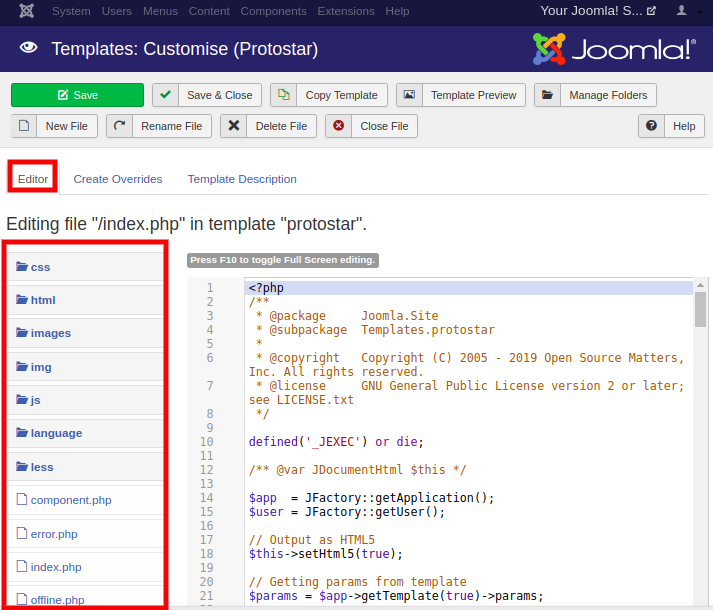 System Users Menus Content Components Extensions Help Your Joomla! S...
Templates: Customise (Protostar) Joomla!®
Save Save & Close Copy Template Template Preview Manage Folders
New File Rename File Delete File Close File Help
Editor Create Overrides Template Description
Editing file "/index.php" in template "protostar".
css
html
images
img
js
language
less
component.php
error.php
index.php
offline.php
Press F10 to toggle Full Screen editing.
1 <?php
2 /**
3 * @package Joomla.Site
4 * @subpackage Templates.protostar
5 *
6 * @copyright Copyright (C) 2005 - 2019 Open Source Matters,
Inc. All rights reserved.
7 * @license GNU General Public License version 2 or later;
see LICENSE.txt
8 */
9
10 defined('_JEXEC') or die;
11
12 /** @var JDocumentHtml $this */
13
14 $app = JFactory::getApplication();
15 $user = JFactory::getUser();
16
17 // Output as HTML5
18 $this->setHtml5(true);
19
20 // Getting params from template
21 $params = $app->getTemplate(true)->params;